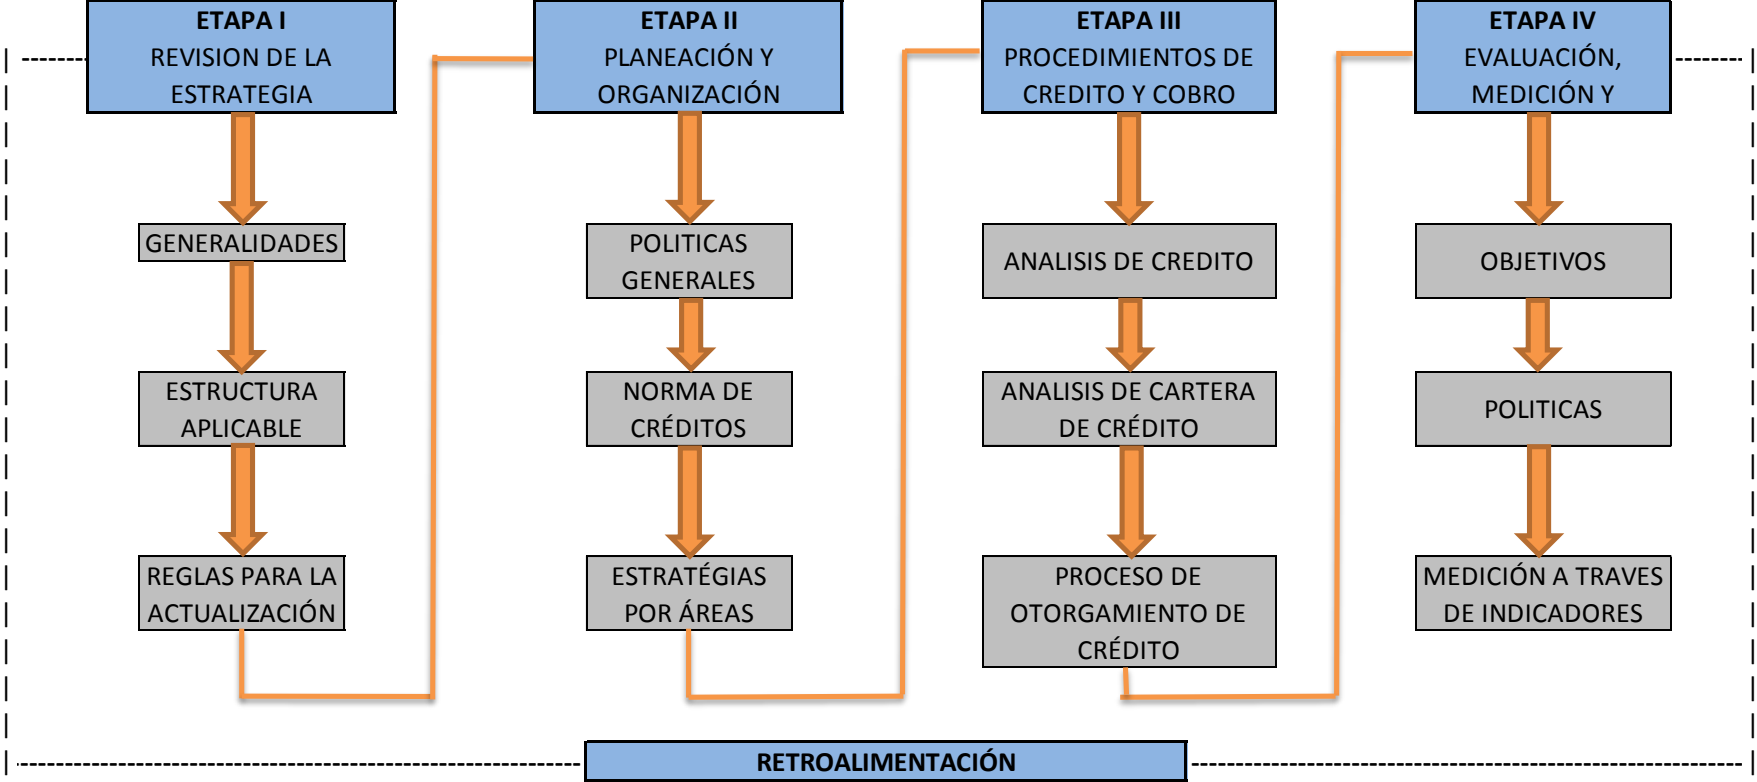 ETAPA I
REVISION DE LA
ESTRATEGIA
GENERALIDADES
ESTRUCTURA
APLICABLE
REGLAS PARA LA
ACTUALIZACIÓN
ETAPA II
PLANEACIÓN Y
ORGANIZACIÓN
POLITICAS
GENERALES
NORMA DE
CRÉDITOS
ESTRATÉGIAS
POR ÁREAS
ETAPA III
PROCEDIMIENTOS DE
CREDITO Y COBRO
ANALISIS DE CREDITO
ANALISIS DE CARTERA
DE CRÉDITO
PROCESO DE
OTORGAMIENTO DE
CRÉDITO
ETAPA IV
EVALUACIÓN,
MEDICIÓN Y
OBJETIVOS
POLITICAS
MEDICIÓN A TRAVES
DE INDICADORES
RETROALIMENTACIÓN